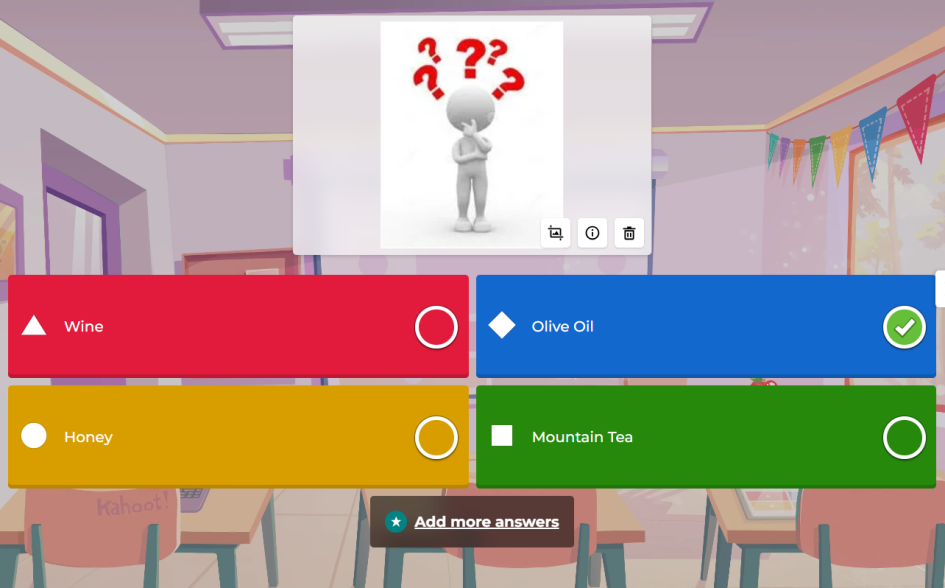 ? ? ? ? ?
Wine
Olive Oil
Honey
Mountain Tea
Kahoot!
Add more answers